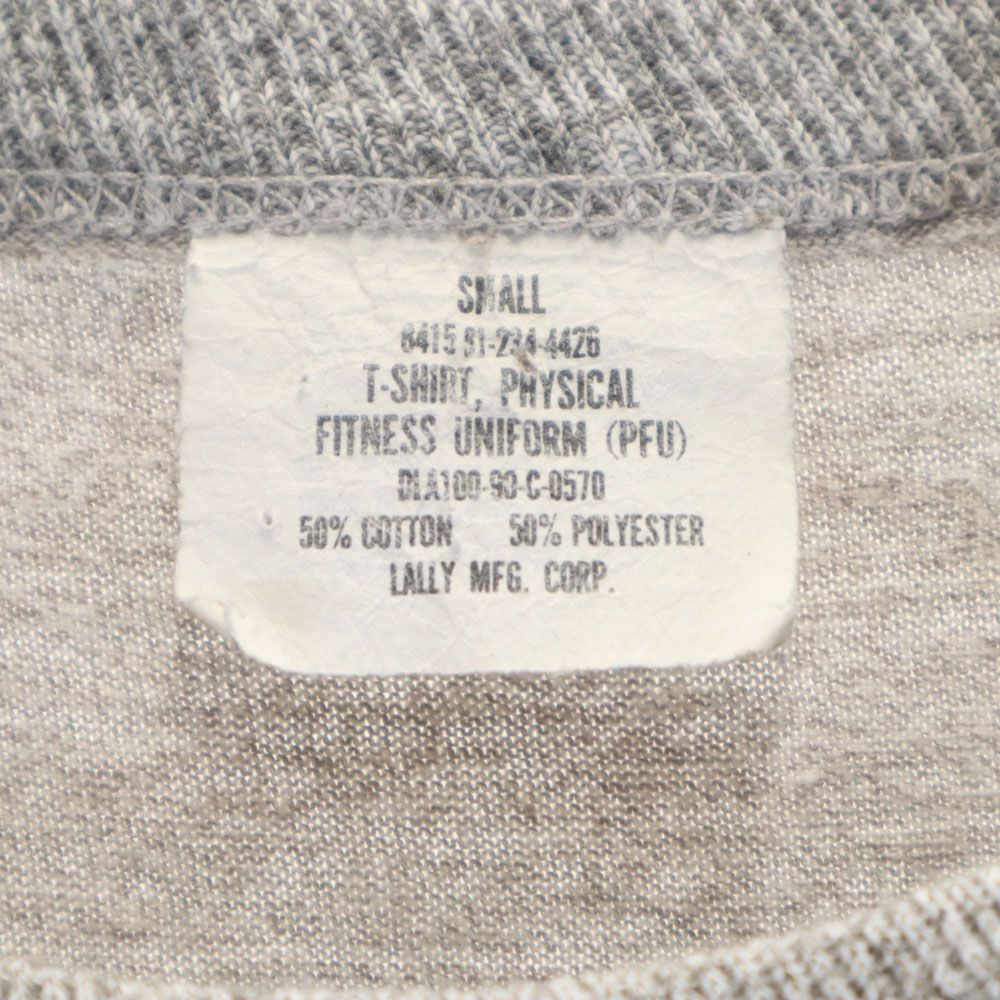 SMALL
8415 01-234-4426
T-SHIRT, PHYSICAL
FITNESS UNIFORM (PFU)
DLA100-90-C-0570
50% COTTON 50% POLYESTER
LALLY MFG. CORP.